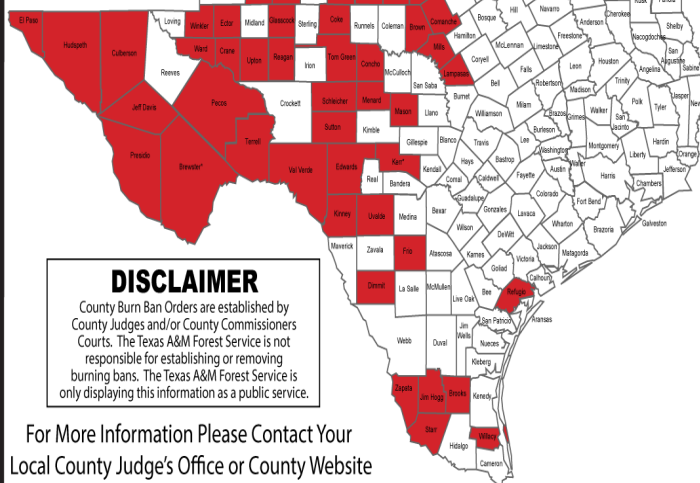 Rusk
Cherokee
Anderson
Navarro
Hill
Bosque
Comanche
Shelby
El Paso
Loving
Winkler
Ector
Midland
Glasscock
Sterling
Coke
Runnels
Coleman
Brown
Hamilton
Freestone
Nacogdoches
Hudspeth
Culberson
Ward
Crane
Upton
Reagan
Irion
Tom Green
Concho
McCulloch
Mills
Coryell
McLennan
Limestone
Leon
Houston
San Augustine
Sabine
Angelina
Reeves
San Saba
Lampasas
Bell
Falls
Robertson
Madison
Trinity
Polk
Tyler
Jasper
New
Jeff Davis
Pecos
Crockett
Schleicher
Menard
Mason
Llano
Burnet
Williamson
Milam
Brazos
Grimes
Walker
San Jacinto
Sutton
Kimble
Gillespie
Blanco
Travis
Lee
Burleson
Washington
Montgomery
Liberty
Hardin
Orange
Presidio
Brewster*
Terrell
Val Verde
Edwards
Kerr*
Real
Bandera
Kendall
Comal
Hays
Caldwell
Bastrop
Fayette
Austin
Waller
Harris
Chambers
Jefferson
Kinney
Uvalde
Medina
Bexar
Guadalupe
Gonzales
Lavaca
Colorado
Fort Bend
Wharton
Brazoria
Galveston
Wilson
DeWitt
Jackson
Matagorda
Maverick
Zavala
Frio
Atascosa
Karnes
Goliad
Victoria
Calhoun
Dimmit
La Salle
McMullen
Live Oak
Bee
Refugio
Aransas
San Patricio
Webb
Duval
Jim Wells
Nueces
Kleberg
Zapata
Jim Hogg
Brooks
Kenedy
Starr
Hidalgo
Willacy
Cameron
DISCLAIMER
County Burn Ban Orders are established by
County Judges and/or County Commissioners
Courts. The Texas A&M Forest Service is not
responsible for establishing or removing
burning bans. The Texas A&M Forest Service is
only displaying this information as a public service.
For More Information Please Contact Your
Local County Judge's Office or County Website